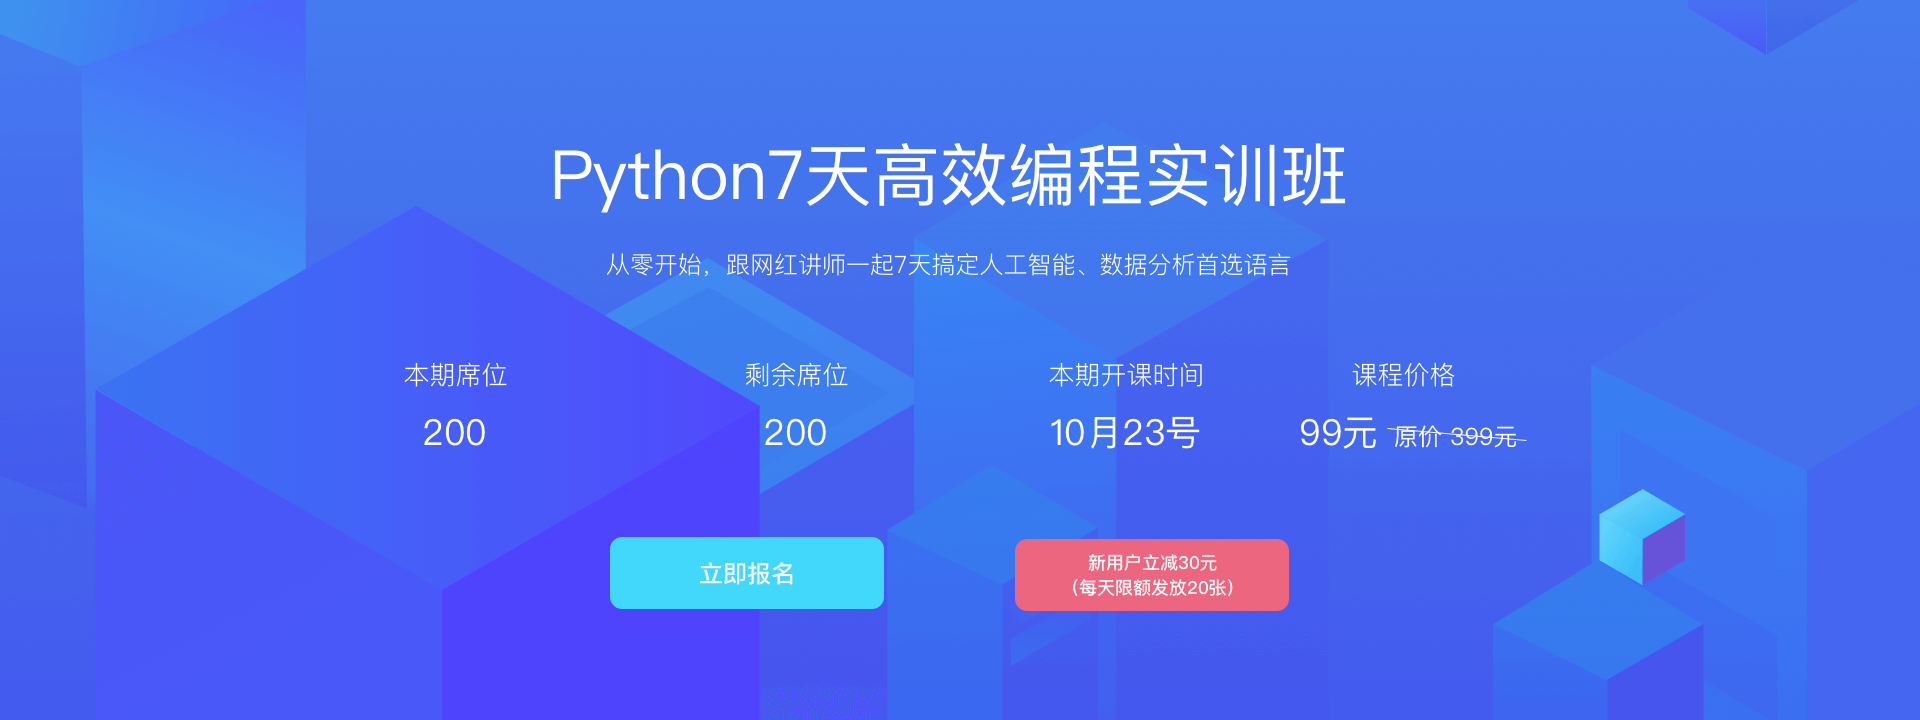 Python7天高效编程实训班
从零开始，跟网红讲师一起7天搞定人工智能、数据分析首选语言
本期席位 剩余席位 本期开课时间 课程价格
200 200 10月23号 99元 原价 399元
立即报名
新用户立减30元
（每天限额发放20张）